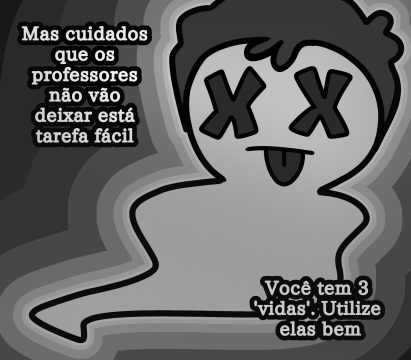 Mas cuidados
que os
professores
não vão
deixar está
tarefa fácil
Você tem 3
'vidas'. Utilize
elas bem